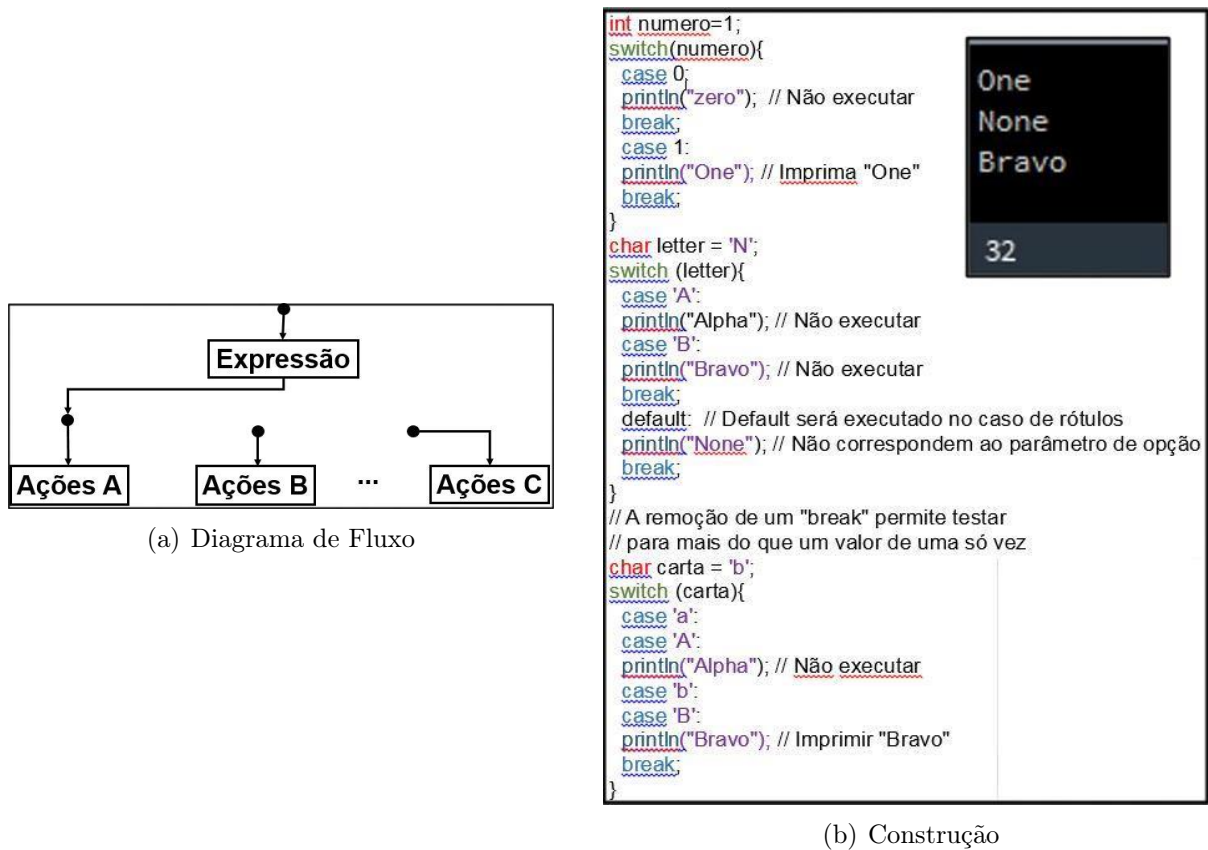 Expressão
Ações A
Ações B
...
Ações C
(a) Diagrama de Fluxo
int numero=1;
switch(numero){
case 0;
println("zero"); // Não executar
break;
case 1:
println("One"); // Imprima "One"
break;
}
char letter = 'N';
switch (letter){
case 'A':
println("Alpha"); // Não executar
case 'B':
println("Bravo"); // Não executar
break;
default: // Default será executado no caso de rótulos
println("None"); // Não correspondem ao parâmetro de opção
break;
}
// A remoção de um "break" permite testar
// para mais do que um valor de uma só vez
char carta = 'b';
switch (carta){
case 'a':
case 'A':
println("Alpha"); // Não executar
case 'b':
case 'B':
println("Bravo"); // Imprimir "Bravo"
break;
}
One
None
Bravo
32
(b) Construção